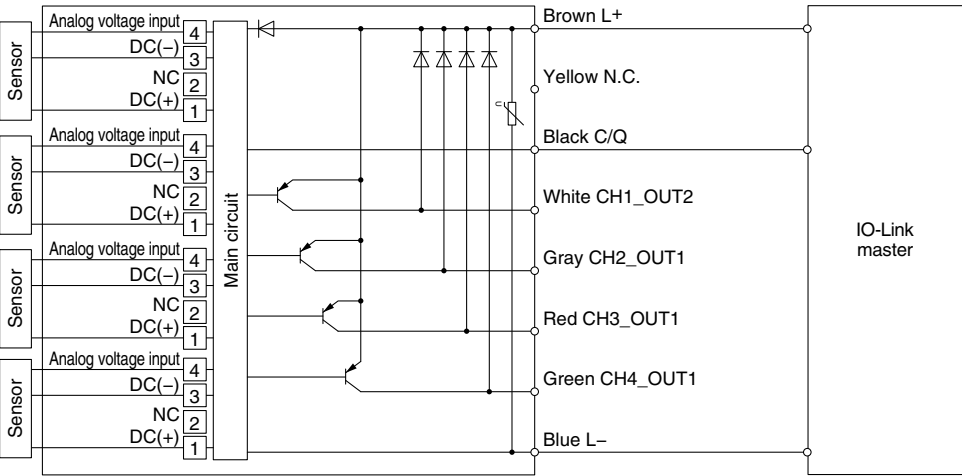 Sensor
Analog voltage input 4
DC(−) 3
NC 2
DC(+) 1
Sensor
Analog voltage input 4
DC(−) 3
NC 2
DC(+) 1
Sensor
Analog voltage input 4
DC(−) 3
NC 2
DC(+) 1
Sensor
Analog voltage input 4
DC(−) 3
NC 2
DC(+) 1
Main circuit
Brown L+
Yellow N.C.
U
Black C/Q
White CH1_OUT2
Gray CH2_OUT1
Red CH3_OUT1
Green CH4_OUT1
Blue L−
IO-Link
master